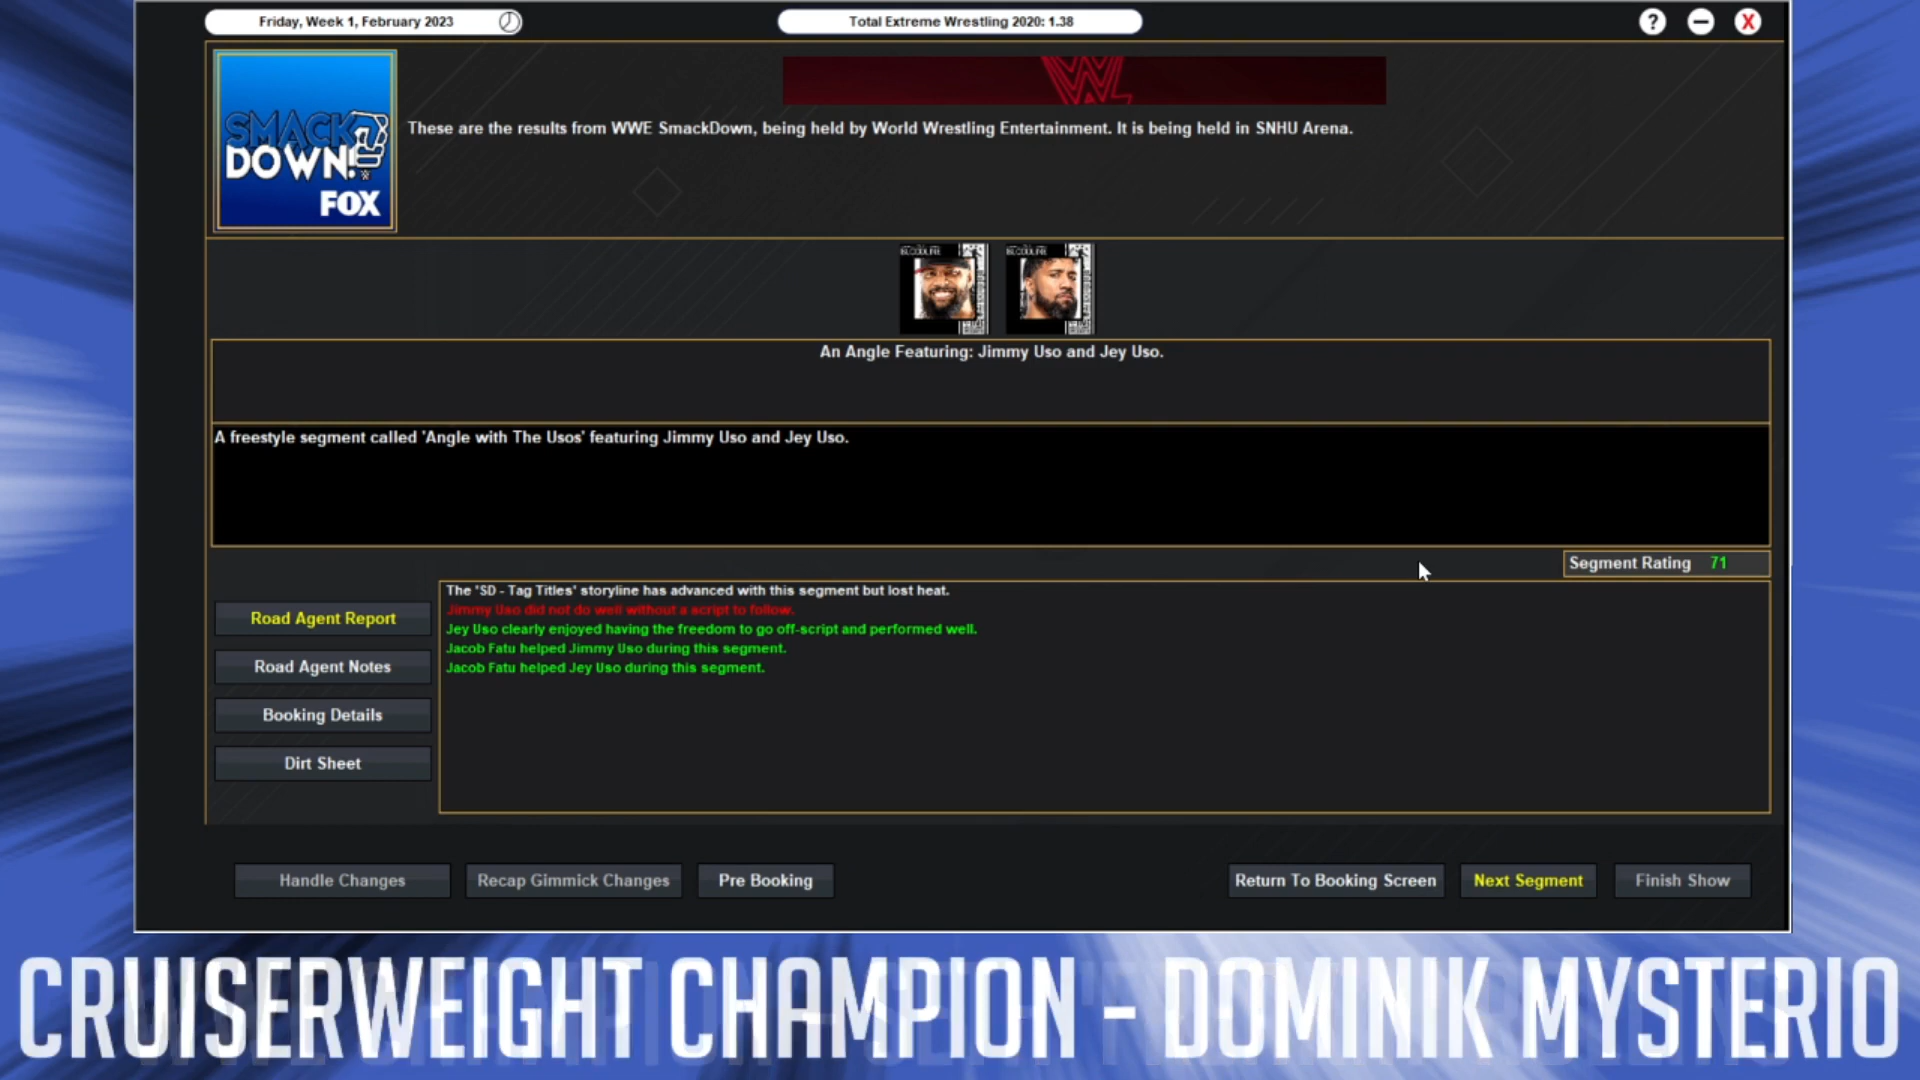 Friday, Week 1, February 2023
Total Extreme Wrestling 2020: 1.38
?
X
SMACK
DOWN!
FOX
These are the results from WWE SmackDown, being held by World Wrestling Entertainment. It is being held in SNHU Arena.
BLOODLINE
BLOODLINE
An Angle Featuring: Jimmy Uso and Jey Uso.
A freestyle segment called 'Angle with The Usos' featuring Jimmy Uso and Jey Uso.
Segment Rating 71
Road Agent Report
Road Agent Notes
Booking Details
Dirt Sheet
The 'SD - Tag Titles' storyline has advanced with this segment but lost heat.
Jimmy Uso did not do well without a script to follow.
Jey Uso clearly enjoyed having the freedom to go off-script and performed well.
Jacob Fatu helped Jimmy Uso during this segment.
Jacob Fatu helped Jey Uso during this segment.
Handle Changes
Recap Gimmick Changes
Pre Booking
Return To Booking Screen
Next Segment
Finish Show
CRUISERWEIGHT CHAMPION - DOMINIK MYSTERIO